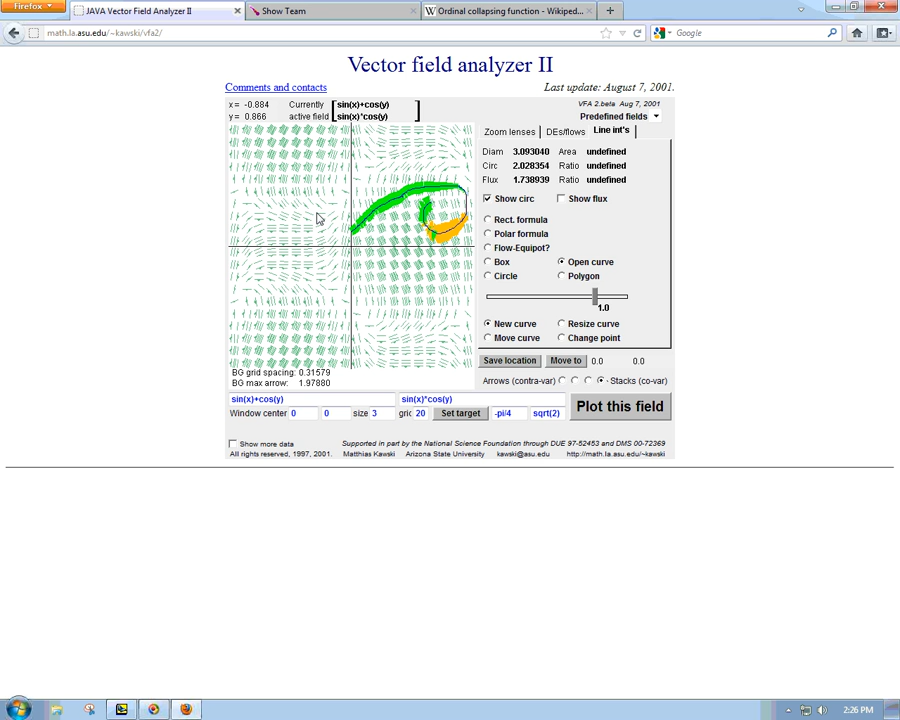 Firefox
JAVA Vector Field Analyzer II
Show Team
Ordinal collapsing function - Wikiped...
math.la.asu.edu/~kawski/vfa2/
Google
Vector field analyzer II
Comments and contacts
Last update: August 7, 2001.
x = -0.884
y = 0.866
Currently
active field
sin(x)+cos(y)
sin(x)*cos(y)
VFA 2.beta Aug 7, 2001
Predefined fields
Zoom lenses
DEs/flows
Line int's
Diam 3.093040 Area undefined
Circ 2.028354 Ratio undefined
Flux 1.738939 Ratio undefined
Show circ
Show flux
Rect. formula
Polar formula
Flow-Equipot?
Box
Open curve
Circle
Polygon
1.0
New curve
Resize curve
Move curve
Change point
Save location
Move to
0.0 0.0
BG grid spacing: 0.31579
BG max arrow: 1.97880
Arrows (contra-var)
Stacks (co-var)
sin(x)+cos(y)
sin(x)*cos(y)
Window center 0 0 size 3 grid 20
Set target
-pi/4
sqrt(2)
Plot this field
Show more data
Supported in part by the National Science Foundation through DUE 97-52453 and DMS 00-72369
All rights reserved, 1997, 2001. Matthias Kawski Arizona State University kawski@asu.edu http://math.la.asu.edu/~kawski
2:26 PM